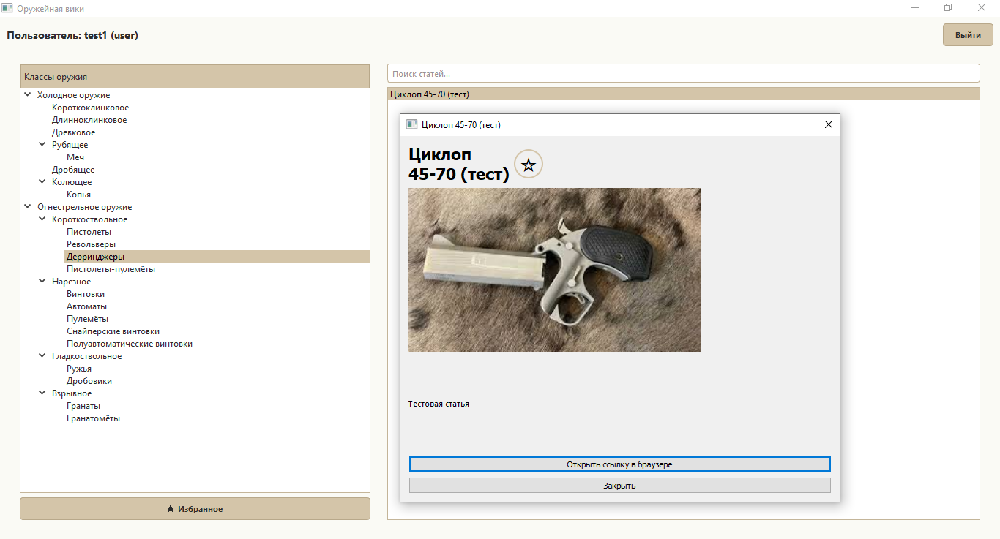 Оружейная вики
Пользователь: test1 (user)
Выйти
Классы оружия
Холодное оружие
Короткоклинковое
Длинноклинковое
Древковое
Рубящее
Меч
Дробящее
Колющее
Копья
Огнестрельное оружие
Короткоствольное
Пистолеты
Револьверы
Дерринджеры
Пистолеты-пулемёты
Нарезное
Винтовки
Автоматы
Пулемёты
Снайперские винтовки
Полуавтоматические винтовки
Гладкоствольное
Ружья
Дробовики
Взрывное
Гранаты
Гранатомёты
Избранное
Поиск статей...
Циклоп 45-70 (тест)
Циклоп 45-70 (тест)
Циклоп
45-70 (тест)
Тестовая статья
Открыть ссылку в браузере
Закрыть